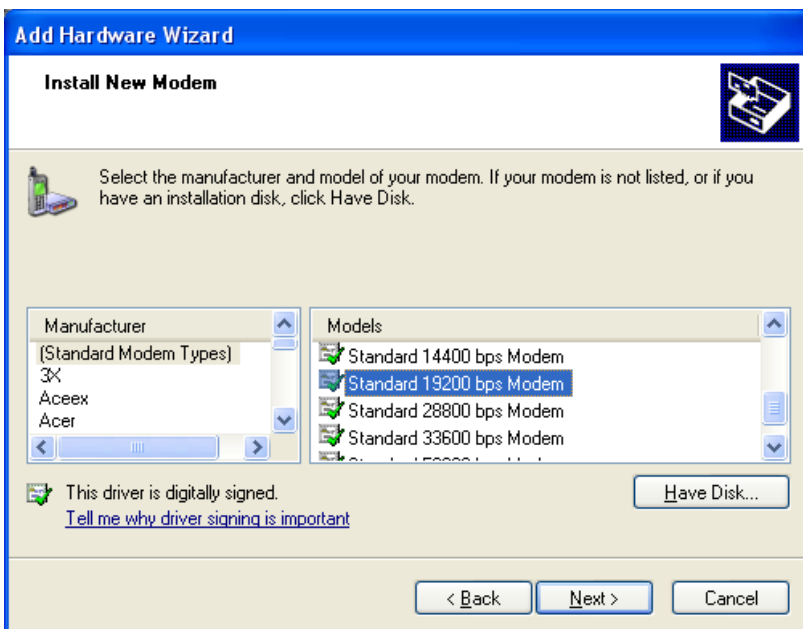 Add Hardware Wizard
Install New Modem
Select the manufacturer and model of your modem. If your modem is not listed, or if you
have an installation disk, click Have Disk.
Manufacturer
(Standard Modem Types)
3X
Aceex
Acer
Models
Standard 14400 bps Modem
Standard 19200 bps Modem
Standard 28800 bps Modem
Standard 33600 bps Modem
This driver is digitally signed.
Tell me why driver signing is important
Have Disk...
< Back
Next >
Cancel